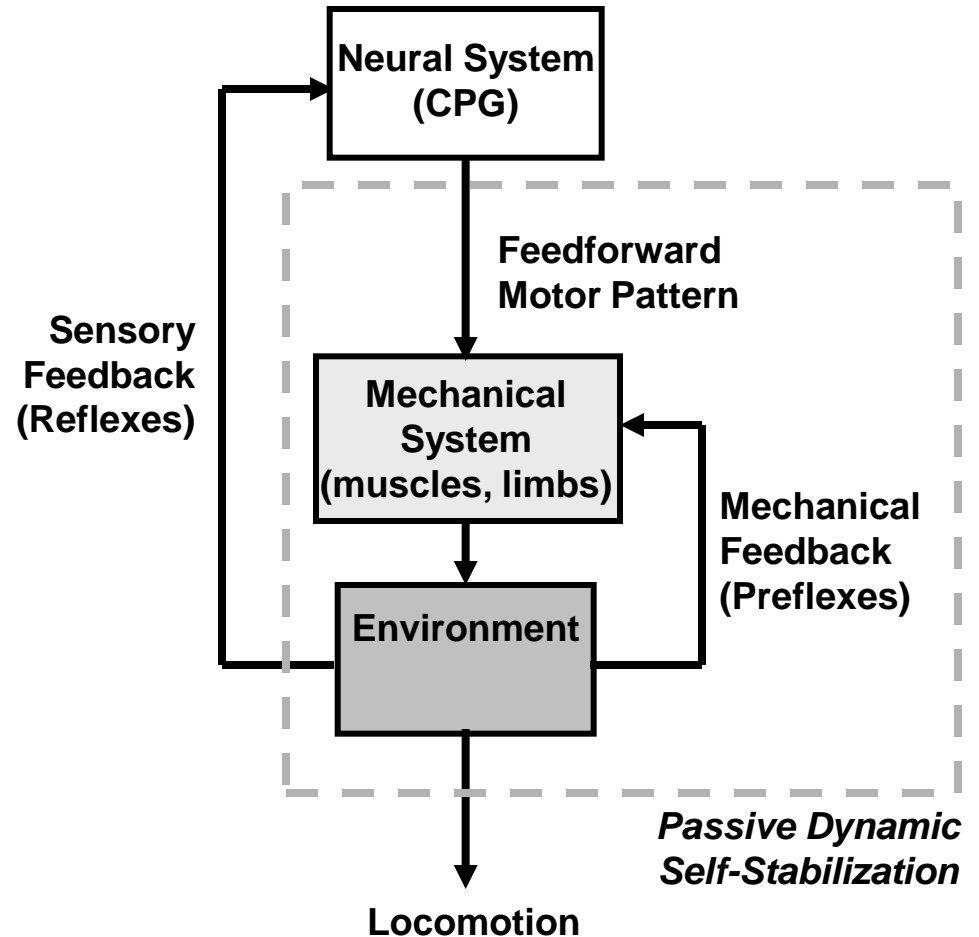 Neural System
(CPG)
Feedforward
Motor Pattern
Sensory
Feedback
(Reflexes)
Mechanical
System
(muscles, limbs)
Mechanical
Feedback
(Preflexes)
Environment
Passive Dynamic
Self-Stabilization
Locomotion